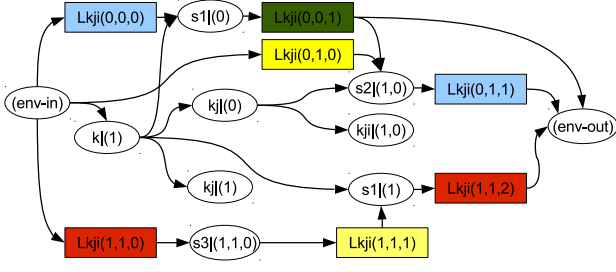 Lkji(0,0,0)
s1|(0)
Lkji(0,0,1)
Lkji(0,1,0)
(env-in)
kj|(0)
s2|(1,0)
Lkji(0,1,1)
k|(1)
kji|(1,0)
(env-out)
kj|(1)
s1|(1)
Lkji(1,1,2)
Lkji(1,1,0)
s3|(1,1,0)
Lkji(1,1,1)